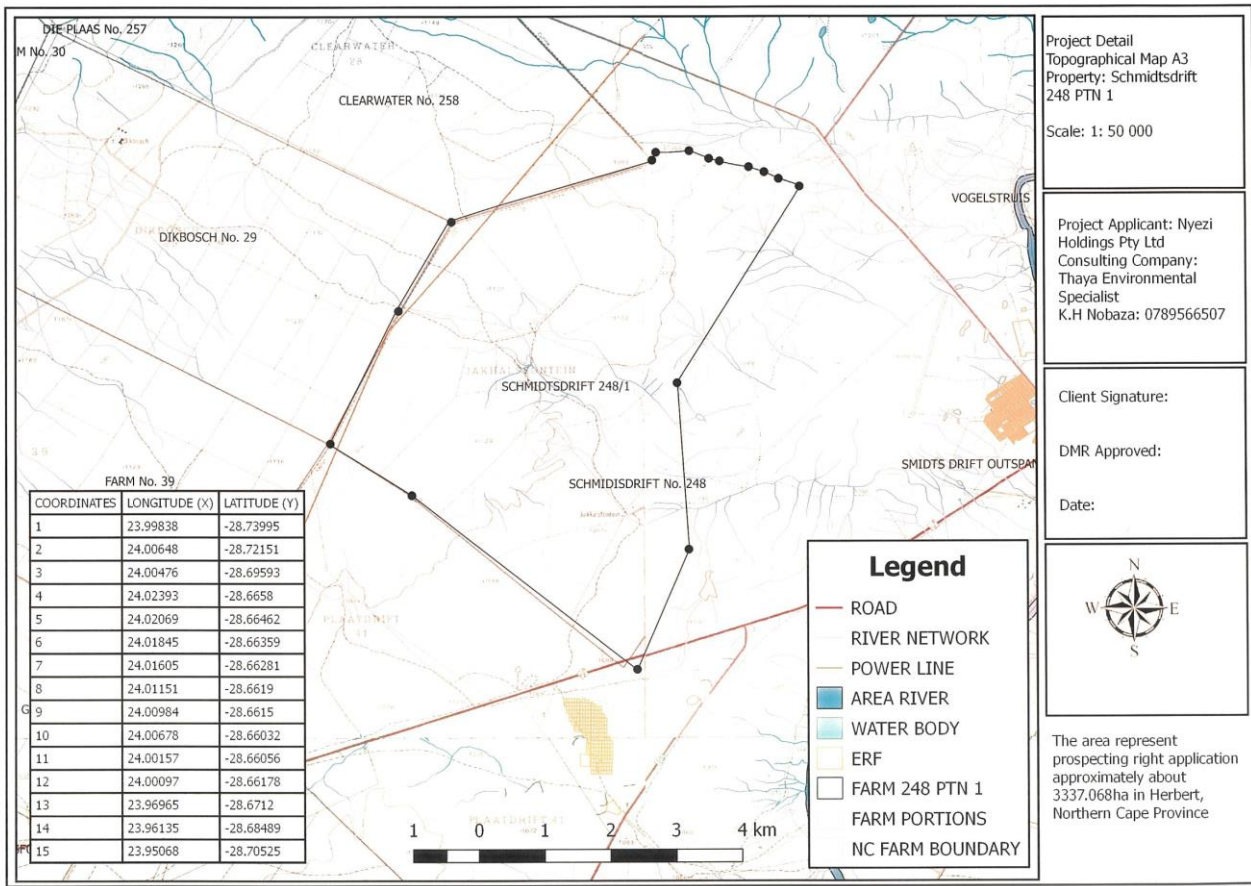 DIE PLAAS No. 257
M No. 30
CLEARWATER
CLEARWATER No. 258
VOGELSTRUIS
DIKBOSCH No. 29
SCHMIDTSDRIFT 248/1
SMIDTS DRIFT OUTSPAN
SCHMIDISDRIFT No. 248
FARM No. 39
PLAATDRIFT
41
PLAATDRIFT 41
COORDINATES LONGITUDE (X) LATITUDE (Y)
1 23.99838 -28.73995
2 24.00648 -28.72151
3 24.00476 -28.69593
4 24.02393 -28.6658
5 24.02069 -28.66462
6 24.01845 -28.66359
7 24.01605 -28.66281
8 24.01151 -28.6619
9 24.00984 -28.6615
10 24.00678 -28.66032
11 24.00157 -28.66056
12 24.00097 -28.66178
13 23.96965 -28.6712
14 23.96135 -28.68489
15 23.95068 -28.70525
1 0 1 2 3 4 km
Legend
ROAD
RIVER NETWORK
POWER LINE
AREA RIVER
WATER BODY
ERF
FARM 248 PTN 1
FARM PORTIONS
NC FARM BOUNDARY
Project Detail
Topographical Map A3
Property: Schmidtsdrift
248 PTN 1
Scale: 1: 50 000
Project Applicant: Nyezi
Holdings Pty Ltd
Consulting Company:
Thaya Environmental
Specialist
K.H Nobaza: 0789566507
Client Signature:
DMR Approved:
Date:
N
W E
S
The area represent
prospecting right application
approximately about
3337.068ha in Herbert,
Northern Cape Province